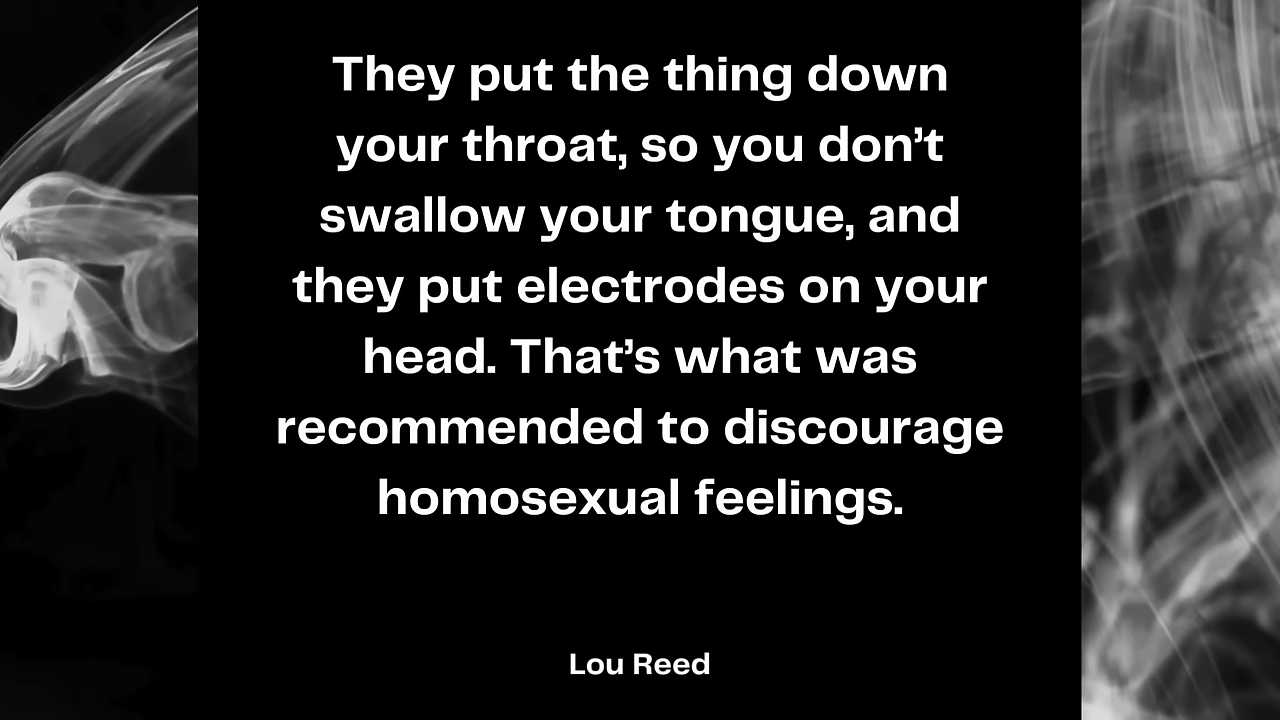 They put the thing down
your throat, so you don’t
swallow your tongue, and
they put electrodes on your
head. That’s what was
recommended to discourage
homosexual feelings.
Lou Reed